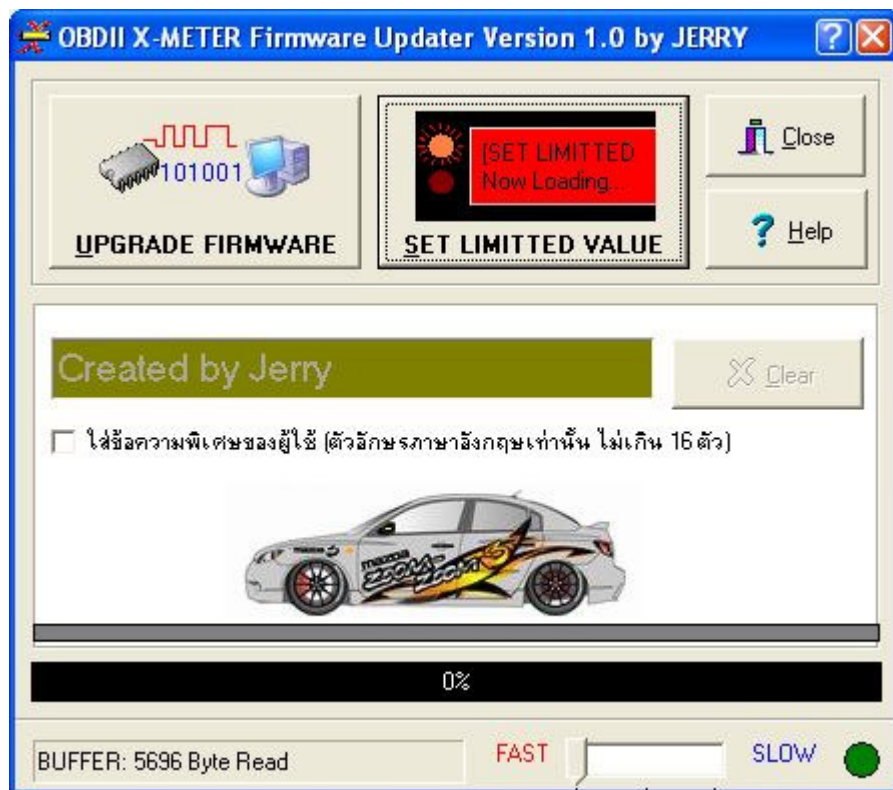 OBDII X-METER Firmware Updater Version 1.0 by JERRY
101001
UPGRADE FIRMWARE
[SET LIMITTED
Now Loading...
SET LIMITTED VALUE
Close
Help
Created by Jerry
Clear
ใส่ข้อความพิเศษของผู้ใช้ (ตัวอักษรภาษาอังกฤษเท่านั้น ไม่เกิน 16 ตัว)
mazda
ZOOM-ZOOM
0%
BUFFER: 5696 Byte Read
FAST
SLOW